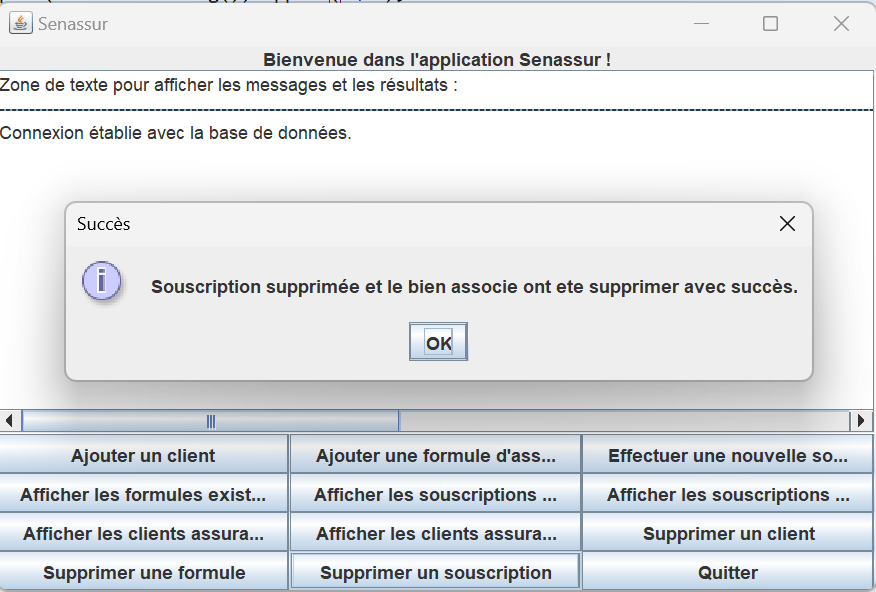 Senassur
Bienvenue dans l'application Senassur !
Zone de texte pour afficher les messages et les résultats :
Connexion établie avec la base de données.
Succès
Souscription supprimée et le bien associe ont ete supprimer avec succès.
OK
Ajouter un client
Ajouter une formule d'ass...
Effectuer une nouvelle so...
Afficher les formules exist...
Afficher les souscriptions ...
Afficher les souscriptions ...
Afficher les clients assura...
Afficher les clients assura...
Supprimer un client
Supprimer une formule
Supprimer un souscription
Quitter